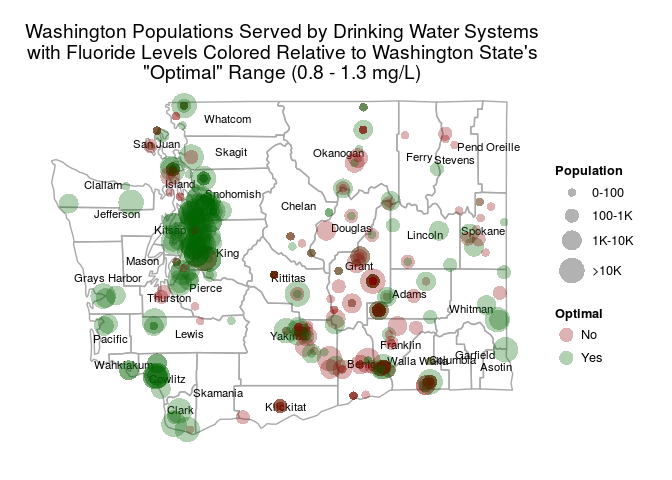 Washington Populations Served by Drinking Water Systems
with Fluoride Levels Colored Relative to Washington State's
"Optimal" Range (0.8 - 1.3 mg/L)
Whatcom
San Juan
Skagit
Okanogan
Ferry
Stevens
Pend Oreille
Clallam
Island
Snohomish
Jefferson
Chelan
Kitsap
Douglas
Lincoln
Spokane
King
Mason
Grant
Grays Harbor
Kittitas
Pierce
Thurston
Adams
Whitman
Pacific
Lewis
Yakima
Franklin
Garfield
Wahkiakum
Benton
Walla Walla
Columbia
Asotin
Cowlitz
Skamania
Clark
Klickitat
Population
0-100
100-1K
1K-10K
>10K
Optimal
No
Yes